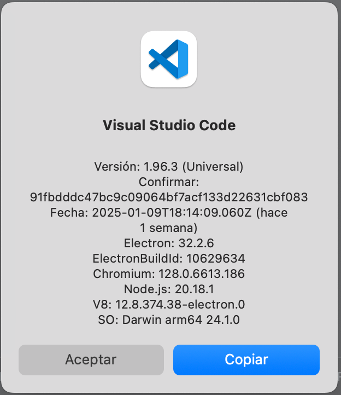 Visual Studio Code
Versión: 1.96.3 (Universal)
Confirmar:
91fbdddc47bc9c09064bf7acf133d22631cbf083
Fecha: 2025-01-09T18:14:09.060Z (hace
1 semana)
Electron: 32.2.6
ElectronBuildId: 10629634
Chromium: 128.0.6613.186
Node.js: 20.18.1
V8: 12.8.374.38-electron.0
SO: Darwin arm64 24.1.0
Aceptar
Copiar